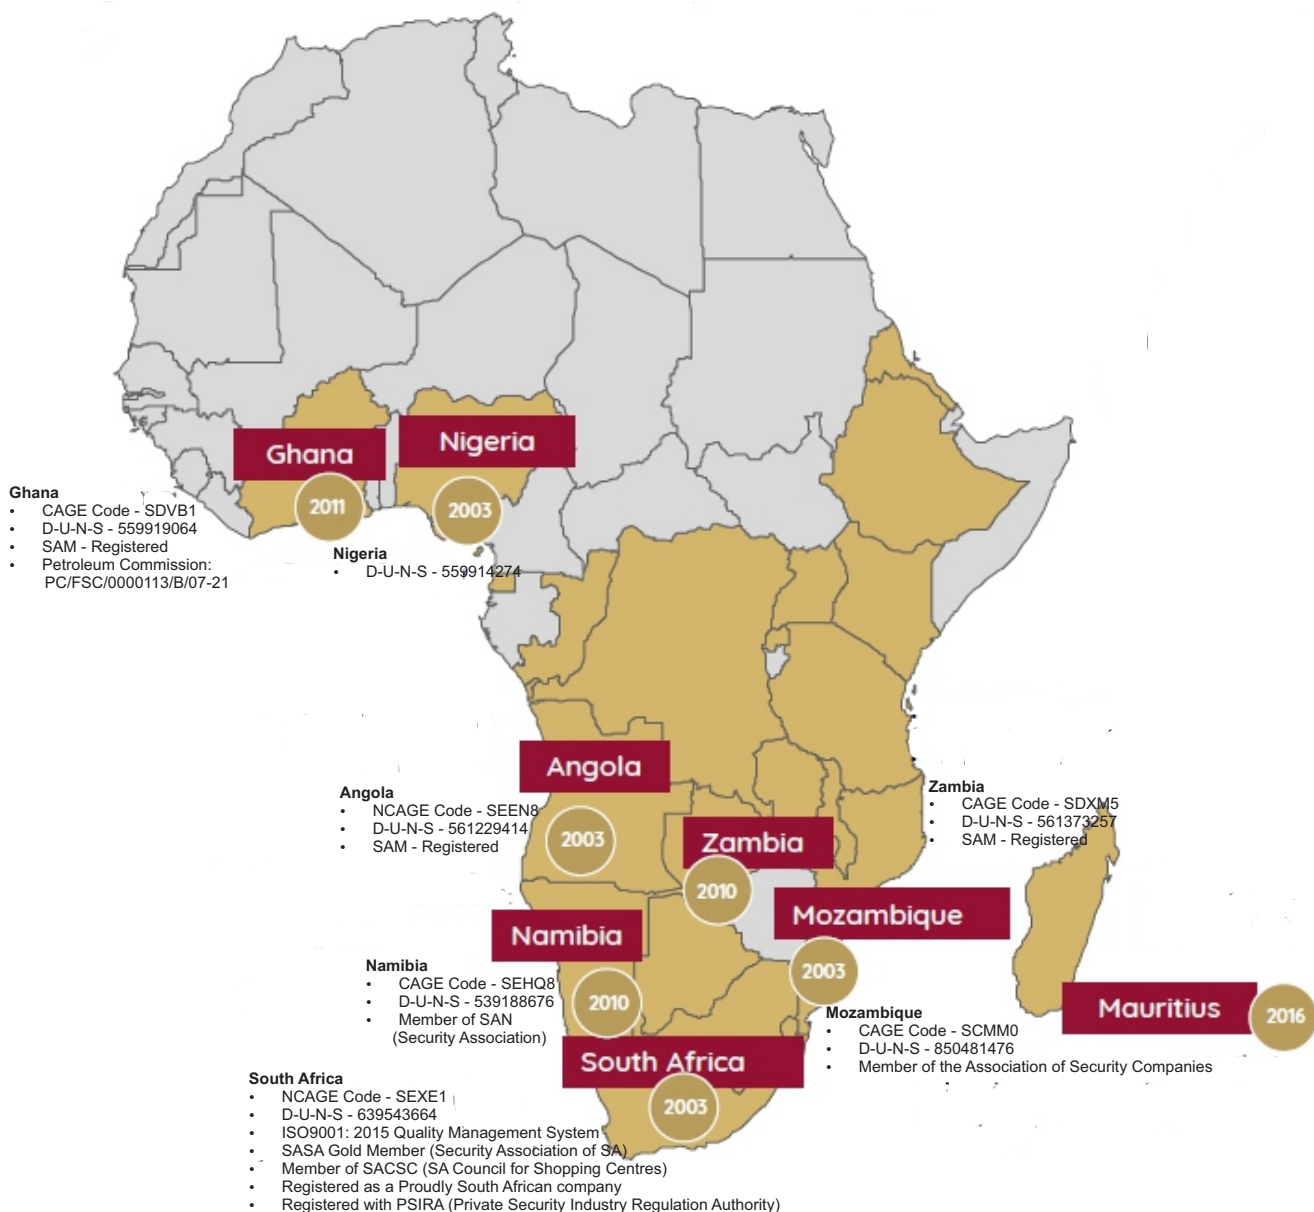 Ghana
Nigeria
2011
2003
Ghana
• CAGE Code - SDVB1
• D-U-N-S - 559919064
• SAM - Registered
• Petroleum Commission:
PC/FSC/0000113/B/07-21
Nigeria
• D-U-N-S - 559914274
Angola
2003
Angola
• NCAGE Code - SEEN8
• D-U-N-S - 561229414
• SAM - Registered
Zambia
2010
Zambia
• CAGE Code - SDXM5
• D-U-N-S - 561373257
• SAM - Registered
Namibia
2010
Namibia
• CAGE Code - SEHQ8
• D-U-N-S - 539188676
• Member of SAN
(Security Association)
Mozambique
2003
Mozambique
• CAGE Code - SCMM0
• D-U-N-S - 850481476
• Member of the Association of Security Companies
Mauritius
2016
South Africa
2003
South Africa
• NCAGE Code - SEXE1
• D-U-N-S - 639543664
• ISO9001: 2015 Quality Management System
• SASA Gold Member (Security Association of SA)
• Member of SACSC (SA Council for Shopping Centres)
• Registered as a Proudly South African company
• Registered with PSIRA (Private Security Industry Regulation Authority)